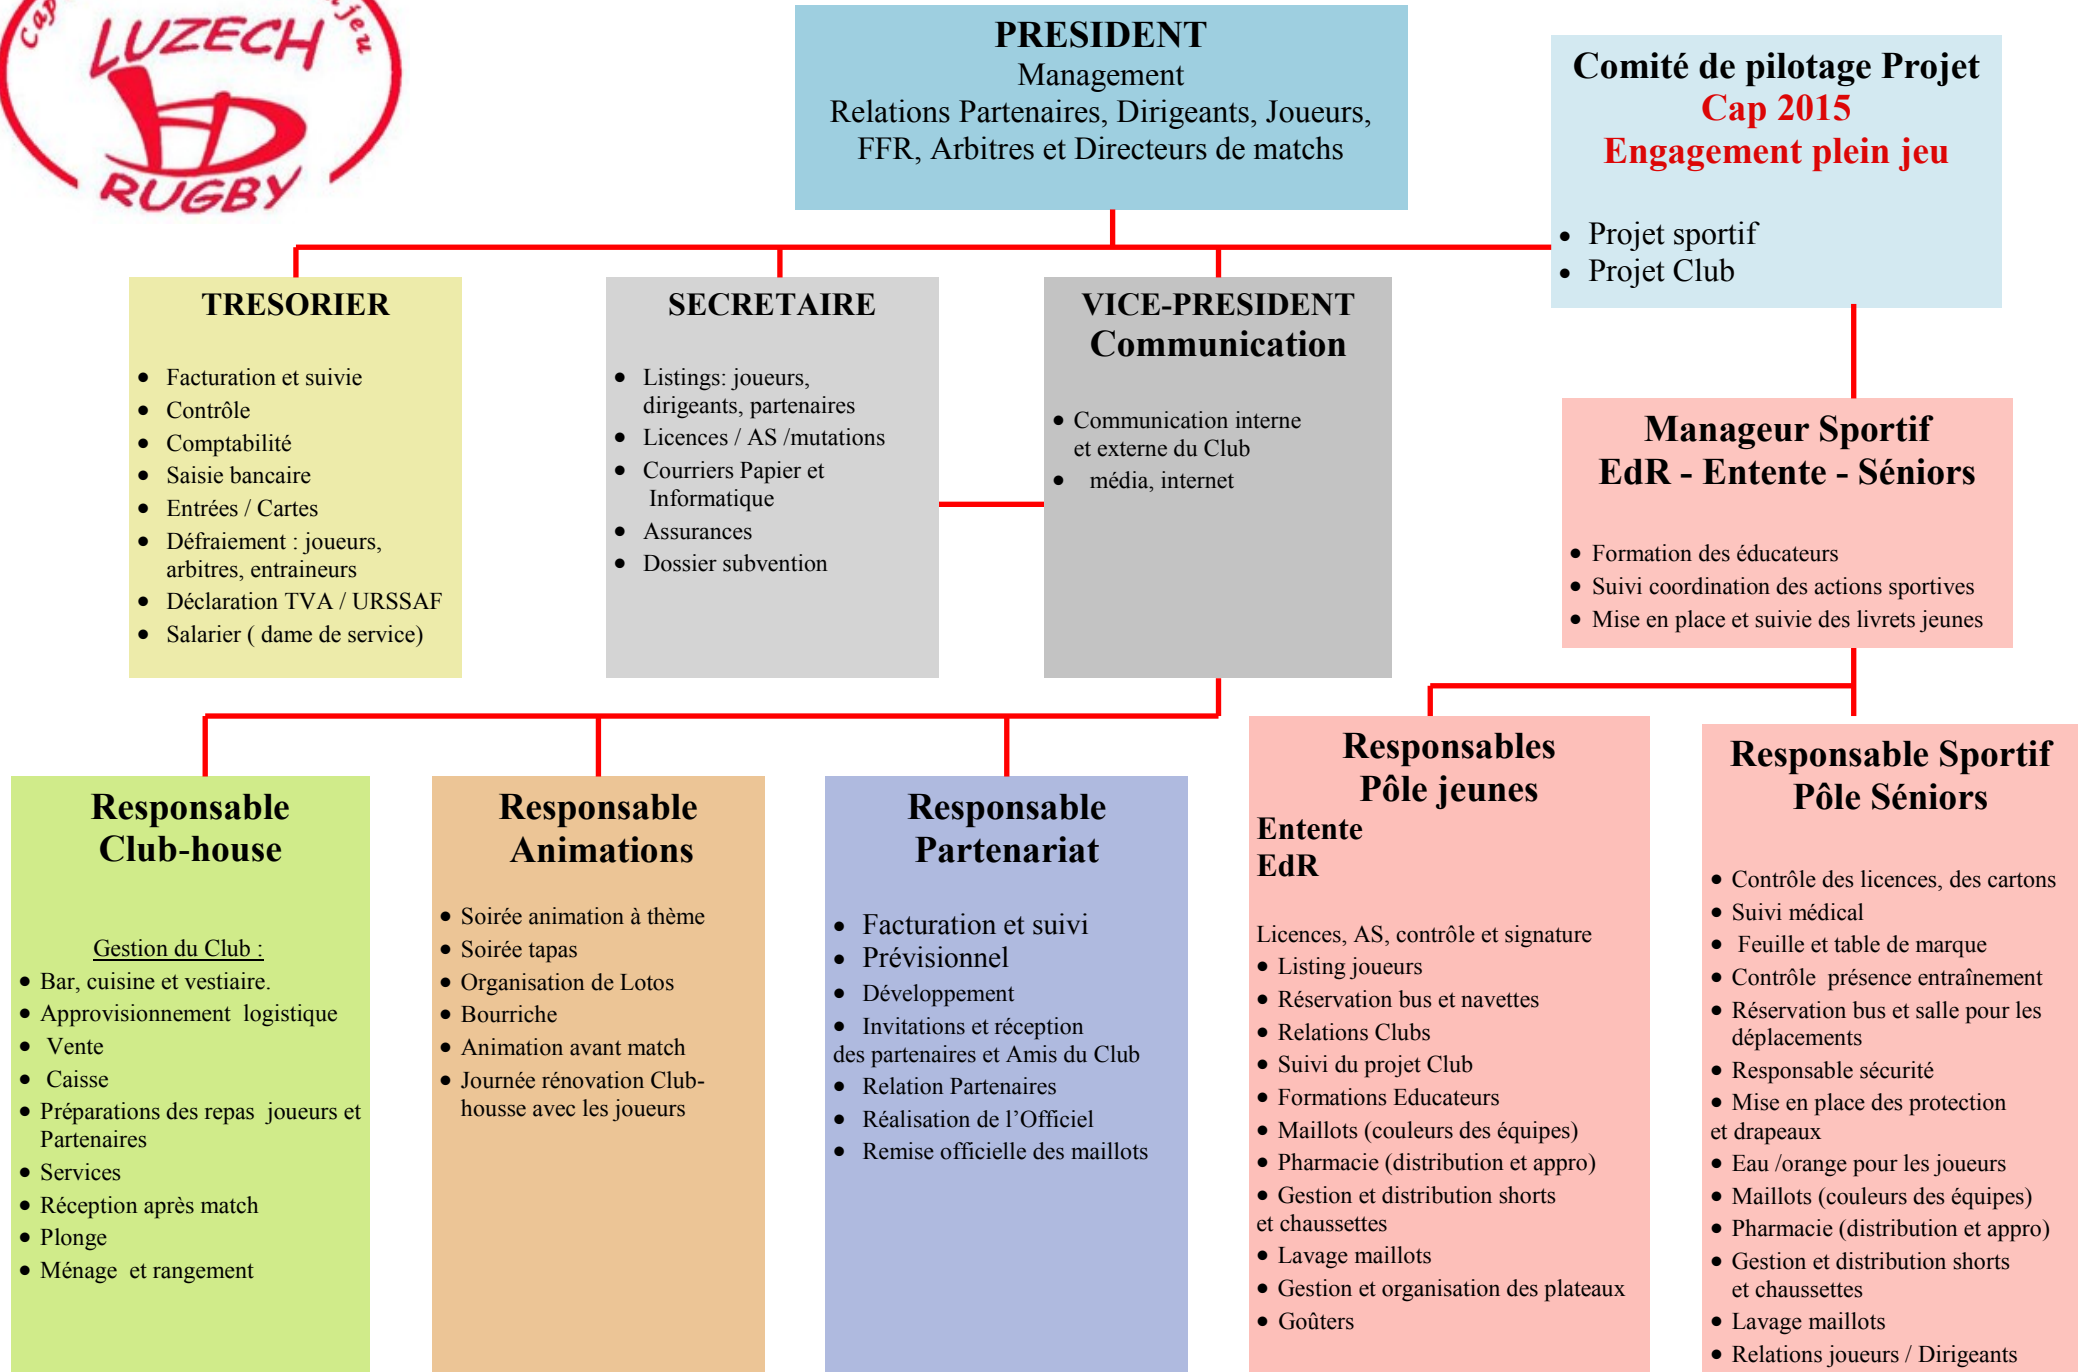 Cap
njeu
LUZECH
RUGBY
PRESIDENT
Management
Relations Partenaires, Dirigeants, Joueurs,
FFR, Arbitres et Directeurs de matchs
Comité de pilotage Projet
Cap 2015
Engagement plein jeu
• Projet sportif
• Projet Club
TRESORIER
• Facturation et suivie
• Contrôle
• Comptabilité
• Saisie bancaire
• Entrées / Cartes
• Défraiement : joueurs,
arbitres, entraineurs
• Déclaration TVA / URSSAF
• Salarier ( dame de service)
SECRETAIRE
• Listings: joueurs,
dirigeants, partenaires
• Licences / AS /mutations
• Courriers Papier et
Informatique
• Assurances
• Dossier subvention
VICE-PRESIDENT
Communication
• Communication interne
et externe du Club
• média, internet
Manageur Sportif
EdR - Entente - Séniors
• Formation des éducateurs
• Suivi coordination des actions sportives
• Mise en place et suivie des livrets jeunes
Responsable
Club-house
Gestion du Club :
• Bar, cuisine et vestiaire.
• Approvisionnement logistique
• Vente
• Caisse
• Préparations des repas joueurs et
Partenaires
• Services
• Réception après match
• Plonge
• Ménage et rangement
Responsable
Animations
• Soirée animation à thème
• Soirée tapas
• Organisation de Lotos
• Bourriche
• Animation avant match
• Journée rénovation Club-
housse avec les joueurs
Responsable
Partenariat
• Facturation et suivi
• Prévisionnel
• Développement
• Invitations et réception
des partenaires et Amis du Club
• Relation Partenaires
• Réalisation de l’Officiel
• Remise officielle des maillots
Responsables
Pôle jeunes
Entente
EdR
Licences, AS, contrôle et signature
• Listing joueurs
• Réservation bus et navettes
• Relations Clubs
• Suivi du projet Club
• Formations Educateurs
• Maillots (couleurs des équipes)
• Pharmacie (distribution et appro)
• Gestion et distribution shorts
et chaussettes
• Lavage maillots
• Gestion et organisation des plateaux
• Goûters
Responsable Sportif
Pôle Séniors
• Contrôle des licences, des cartons
• Suivi médical
• Feuille et table de marque
• Contrôle présence entraînement
• Réservation bus et salle pour les
déplacements
• Responsable sécurité
• Mise en place des protection
et drapeaux
• Eau /orange pour les joueurs
• Maillots (couleurs des équipes)
• Pharmacie (distribution et appro)
• Gestion et distribution shorts
et chaussettes
• Lavage maillots
• Relations joueurs / Dirigeants